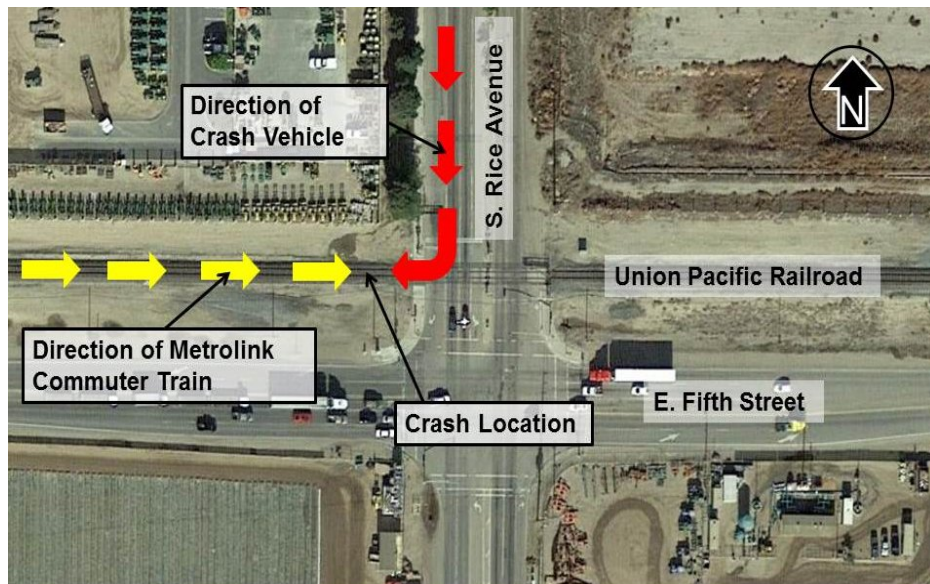 Direction of
Crash Vehicle
S. Rice Avenue
N
Union Pacific Railroad
Direction of Metrolink
Commuter Train
E. Fifth Street
Crash Location